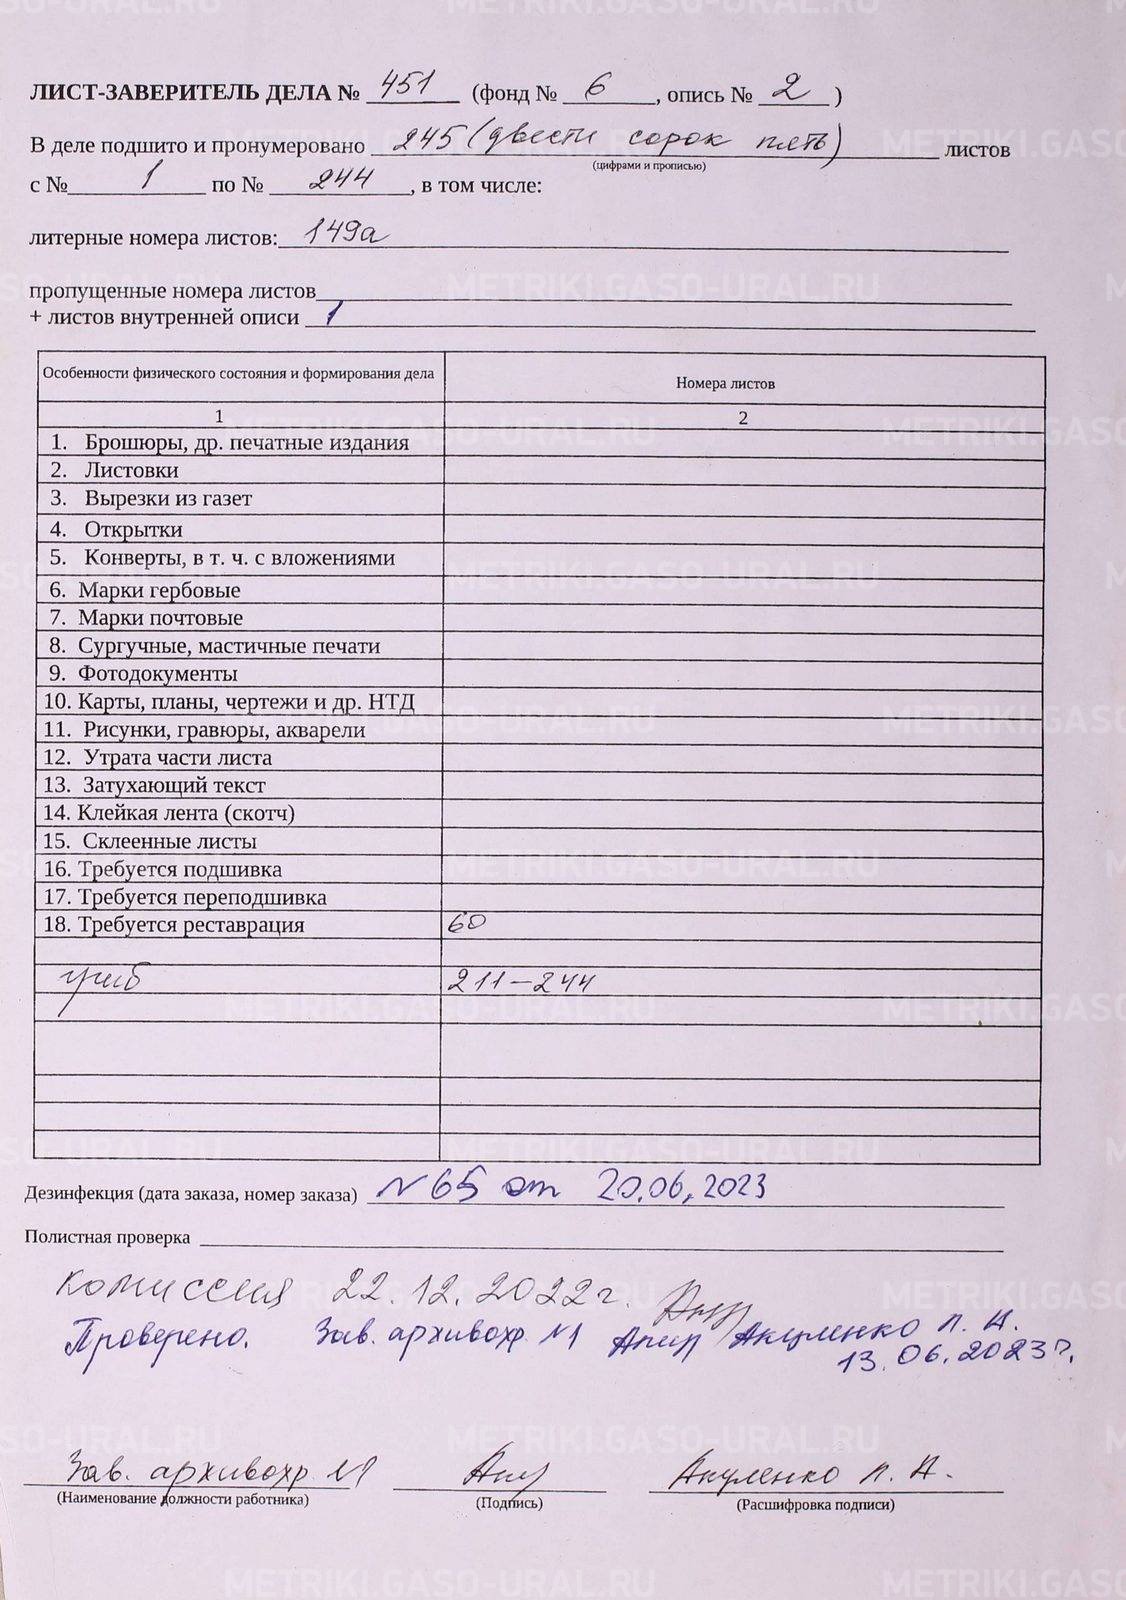 ЛИСТ-ЗАВЕРИТЕЛЬ ДЕЛА № 451 (фонд № 6, опись № 2)
В деле подшито и пронумеровано 245 (двести сорок пять) листов
(цифрами и прописью)
с № 1 по № 244, в том числе:
литерные номера листов: 149а
пропущенные номера листов
+ листов внутренней описи 1
Особенности физического состояния и формирования дела Номера листов
1 2
1. Брошюры, др. печатные издания
2. Листовки
3. Вырезки из газет
4. Открытки
5. Конверты, в т. ч. с вложениями
6. Марки гербовые
7. Марки почтовые
8. Сургучные, мастичные печати
9. Фотодокументы
10. Карты, планы, чертежи и др. НТД
11. Рисунки, гравюры, акварели
12. Утрата части листа
13. Затухающий текст
14. Клейкая лента (скотч)
15. Склеенные листы
16. Требуется подшивка
17. Требуется переподшивка
18. Требуется реставрация 60
гриб 211-244
Дезинфекция (дата заказа, номер заказа) № 65 от 20.06.2023
Полистная проверка
комиссия 22.12.2022 г.
Проверено. Зав. архивохр. №1 Акуленко Л. А.
13.06.2023 г.
Зав. архивохр. №1 Акуленко Л. А.
(Наименование должности работника) (Подпись) (Расшифровка подписи)
METRIKI.GASO-URAL.RU